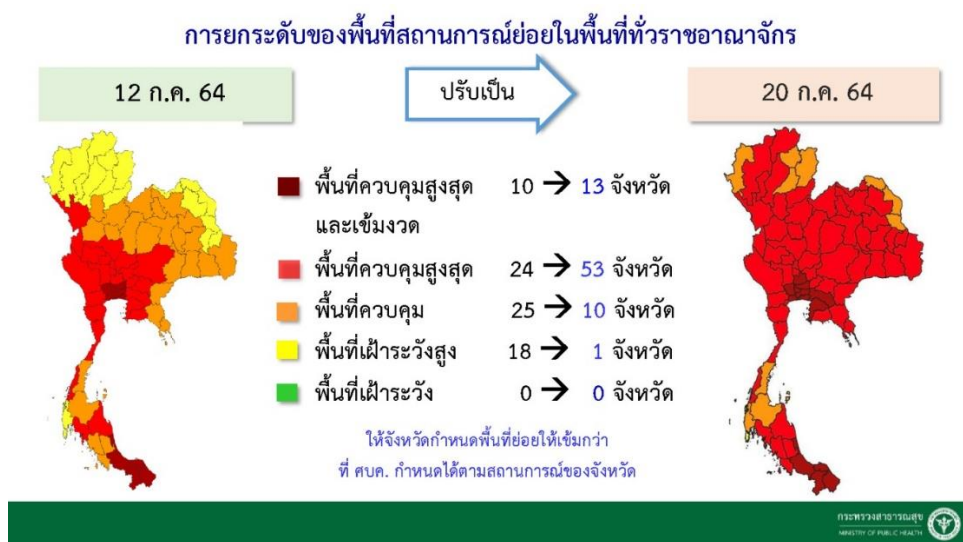 การยกระดับของพื้นที่สถานการณ์ย่อยในพื้นที่ทั่วราชอาณาจักร
12 ก.ค. 64
ปรับเป็น
20 ก.ค. 64
พื้นที่ควบคุมสูงสุด 10 → 13 จังหวัด
และเข้มงวด
พื้นที่ควบคุมสูงสุด 24 → 53 จังหวัด
พื้นที่ควบคุม 25 → 10 จังหวัด
พื้นที่เฝ้าระวังสูง 18 → 1 จังหวัด
พื้นที่เฝ้าระวัง 0 → 0 จังหวัด
ให้จังหวัดกำหนดพื้นที่ย่อยให้เข้มกว่า
ที่ ศบค. กำหนดได้ตามสถานการณ์ของจังหวัด
กระทรวงสาธารณสุข
MINISTRY OF PUBLIC HEALTH